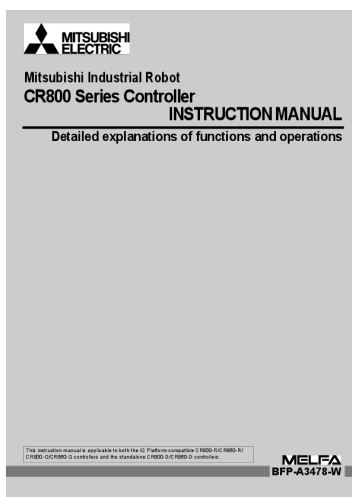 MITSUBISHI
ELECTRIC
Mitsubishi Industrial Robot
CR800 Series Controller
INSTRUCTION MANUAL
Detailed explanations of functions and operations
This instruction manual is applicable to both the iQ Platform compatible CR800-R/CR860-R/
CR800-Q/CR860-Q controllers and the standalone CR800-D/CR860-D controllers.
MELFA
BFP-A3478-W